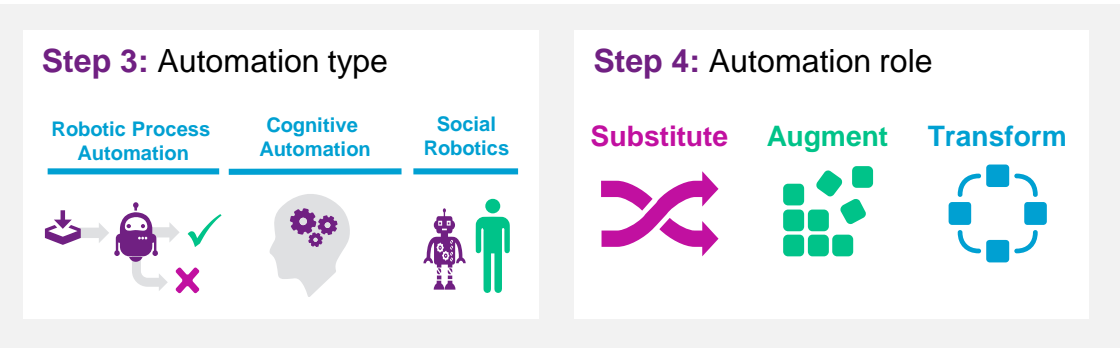 Step 3: Automation type
Robotic Process
Automation
Cognitive
Automation
Social
Robotics
Step 4: Automation role
Substitute
Augment
Transform